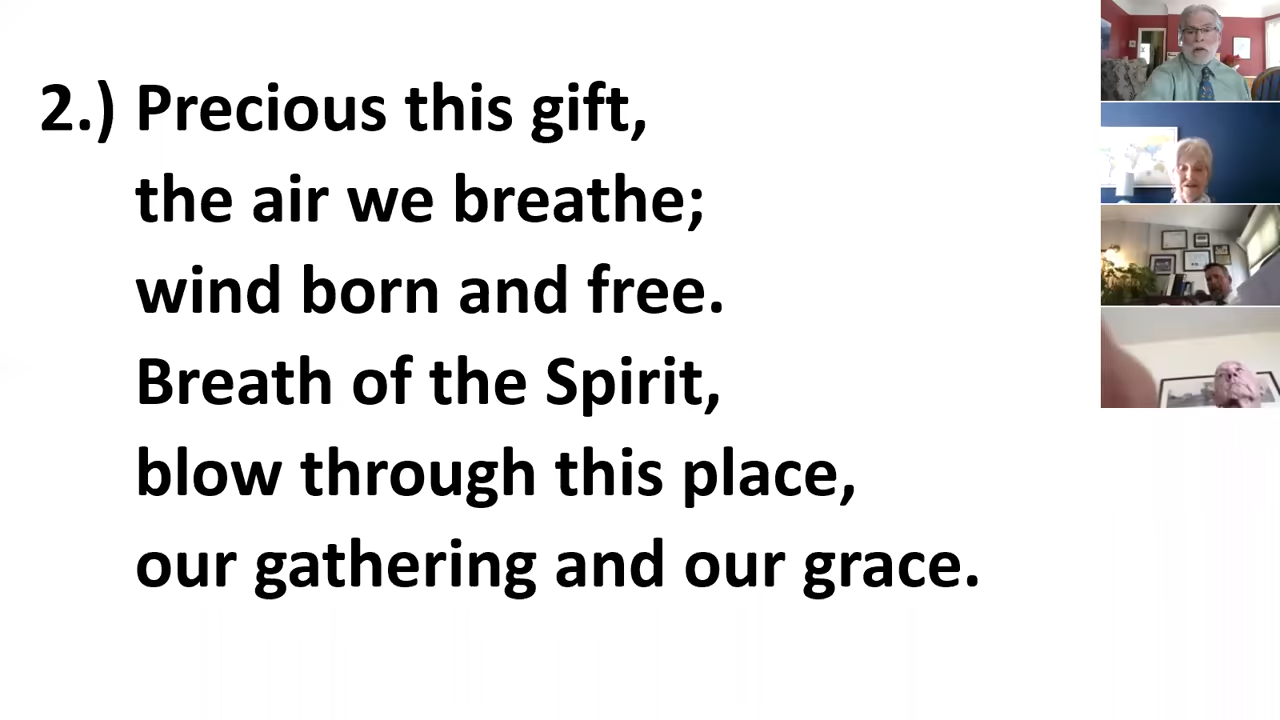 2.) Precious this gift,
the air we breathe;
wind born and free.
Breath of the Spirit,
blow through this place,
our gathering and our grace.